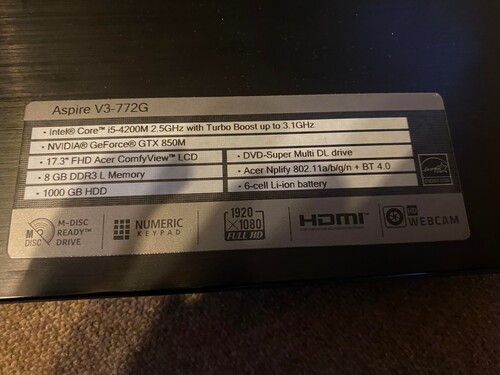 Aspire V3-772G
• Intel® Core™ i5-4200M 2.5GHz with Turbo Boost up to 3.1GHz
• NVIDIA® GeForce® GTX 850M
• 17.3" FHD Acer ComfyView™ LCD
• 8 GB DDR3 L Memory
• 1000 GB HDD
• DVD-Super Multi DL drive
• Acer Nplify 802.11a/b/g/n + BT 4.0
• 6-cell Li-ion battery
M DISC
M-DISC
READY™
DRIVE
NUMERIC
KEYPAD
1920
×1080
FULL HD
HDMI
WEBCAM